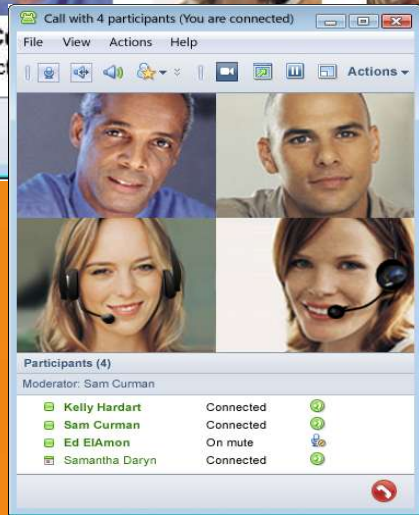 Call with 4 participants (You are connected)
File View Actions Help
Actions
Participants (4)
Moderator: Sam Curman
Kelly Hardart Connected
Sam Curman Connected
Ed ElAmon On mute
Samantha Daryn Connected